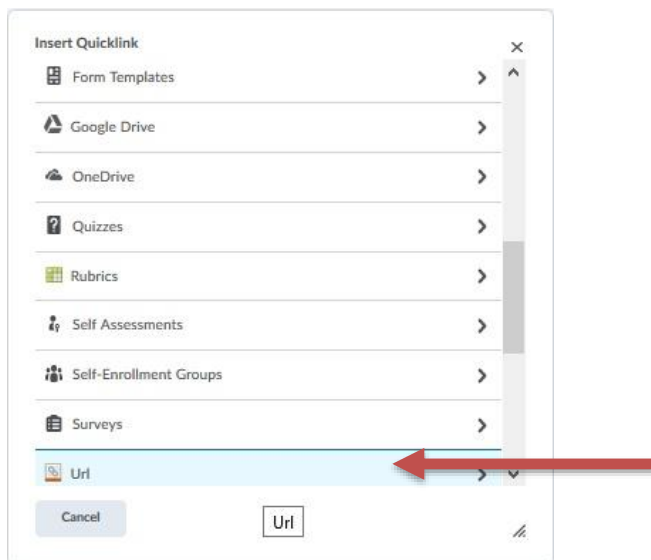 Insert Quicklink
Form Templates
Google Drive
OneDrive
Quizzes
Rubrics
Self Assessments
Self-Enrollment Groups
Surveys
Url
Cancel
Url